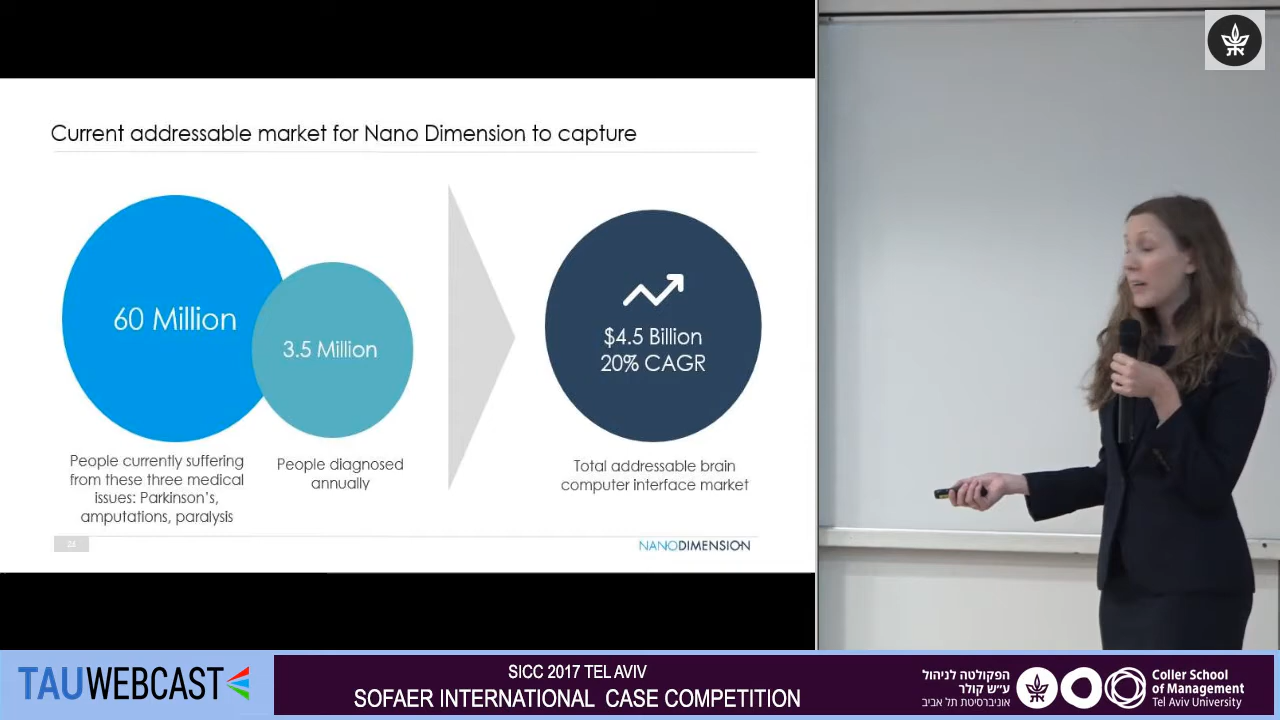 Current addressable market for Nano Dimension to capture
60 Million
3.5 Million
$4.5 Billion
20% CAGR
People currently suffering
from these three medical
issues: Parkinson's,
amputations, paralysis
People diagnosed
annually
Total addressable brain
computer interface market
NANODIMENSION
TAUWEBCAST
SICC 2017 TEL AVIV
SOFAER INTERNATIONAL CASE COMPETITION
הפקולטה לניהול
ע״ש קולר
אוניברסיטת תל אביב
Coller School
of Management
Tel Aviv University